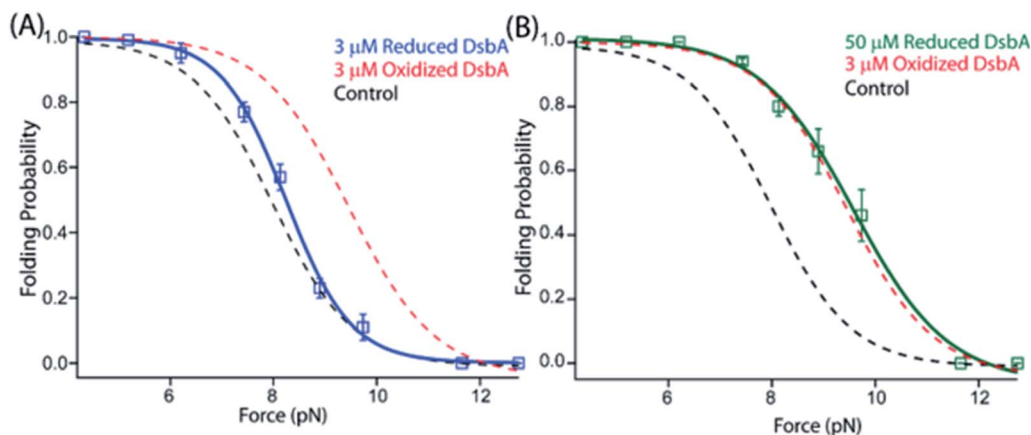 (A)
3 μM Reduced DsbA
3 μM Oxidized DsbA
Control
Folding Probability
1.0
0.8
0.6
0.4
0.2
0.0
6
8
10
12
Force (pN)
(B)
50 μM Reduced DsbA
3 μM Oxidized DsbA
Control
Folding Probability
1.0
0.8
0.6
0.4
0.2
0.0
6
8
10
12
Force (pN)